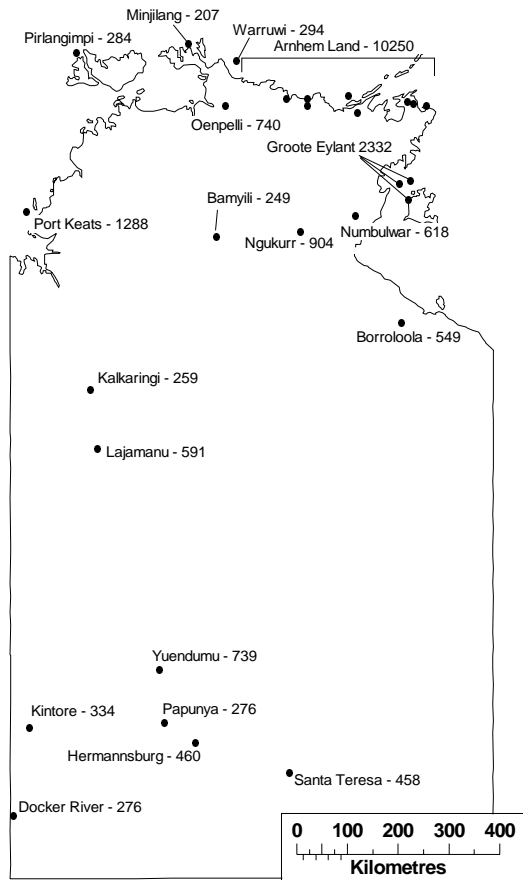 Minjilang - 207
Pirlangimpi - 284
Warruwi - 294
Arnhem Land - 10250
Oenpelli - 740
Groote Eylant 2332
Bamyili - 249
Port Keats - 1288
Numbulwar - 618
Ngukurr - 904
Borroloola - 549
Kalkaringi - 259
Lajamanu - 591
Yuendumu - 739
Kintore - 334
Papunya - 276
Hermannsburg - 460
Santa Teresa - 458
Docker River - 276
0 100 200 300 400
Kilometres